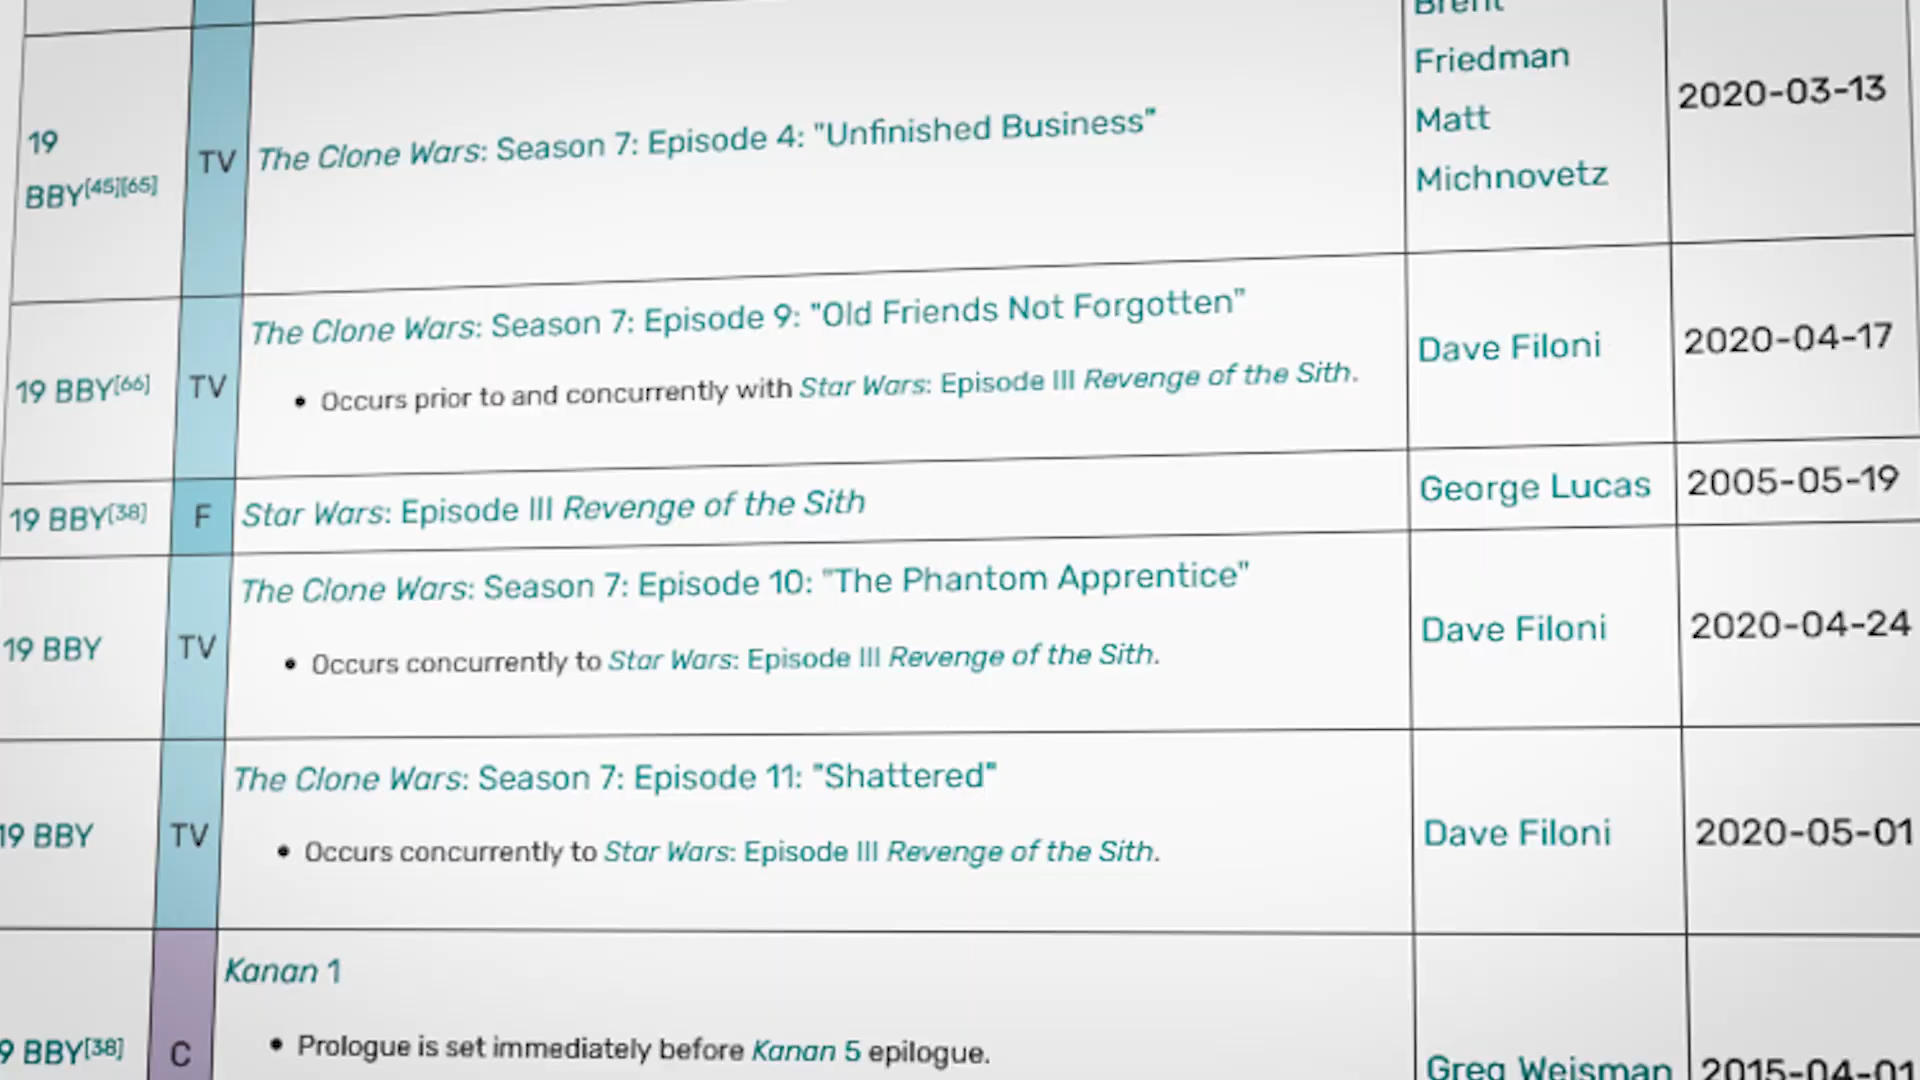 Brent
Friedman
Matt
Michnovetz
19
BBY[45][65]
TV
The Clone Wars: Season 7: Episode 4: "Unfinished Business"
2020-03-13
19 BBY[66]
TV
The Clone Wars: Season 7: Episode 9: "Old Friends Not Forgotten"
• Occurs prior to and concurrently with Star Wars: Episode III Revenge of the Sith.
Dave Filoni
2020-04-17
19 BBY[38]
F
Star Wars: Episode III Revenge of the Sith
George Lucas
2005-05-19
19 BBY
TV
The Clone Wars: Season 7: Episode 10: "The Phantom Apprentice"
• Occurs concurrently to Star Wars: Episode III Revenge of the Sith.
Dave Filoni
2020-04-24
19 BBY
TV
The Clone Wars: Season 7: Episode 11: "Shattered"
• Occurs concurrently to Star Wars: Episode III Revenge of the Sith.
Dave Filoni
2020-05-01
9 BBY[38]
C
Kanan 1
• Prologue is set immediately before Kanan 5 epilogue.
Greg Weisman
2015-04-01